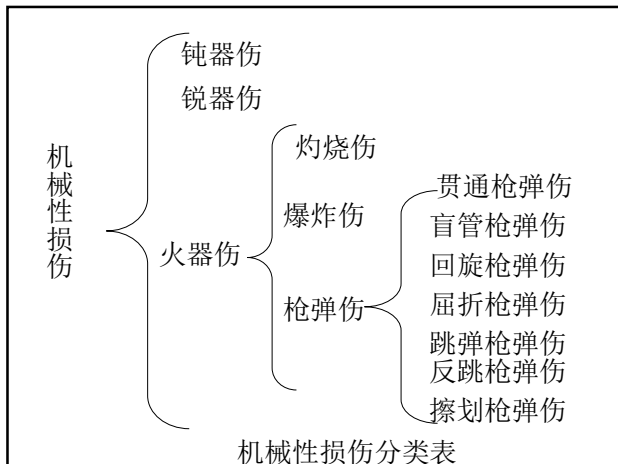 机械性损伤
钝器伤
锐器伤
火器伤
灼烧伤
爆炸伤
枪弹伤
贯通枪弹伤
盲管枪弹伤
回旋枪弹伤
屈折枪弹伤
跳弹枪弹伤
反跳枪弹伤
擦划枪弹伤
机械性损伤分类表